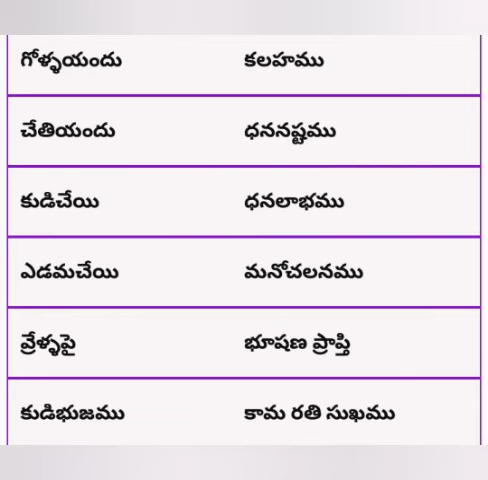 గోళ్ళయందు కలహము
చేతియందు ధననష్టము
కుడిచేయి ధనలాభము
ఎడమచేయి మనోచలనము
వ్రేళ్ళపై భూషణ ప్రాప్తి
కుడిభుజము కామ రతి సుఖము